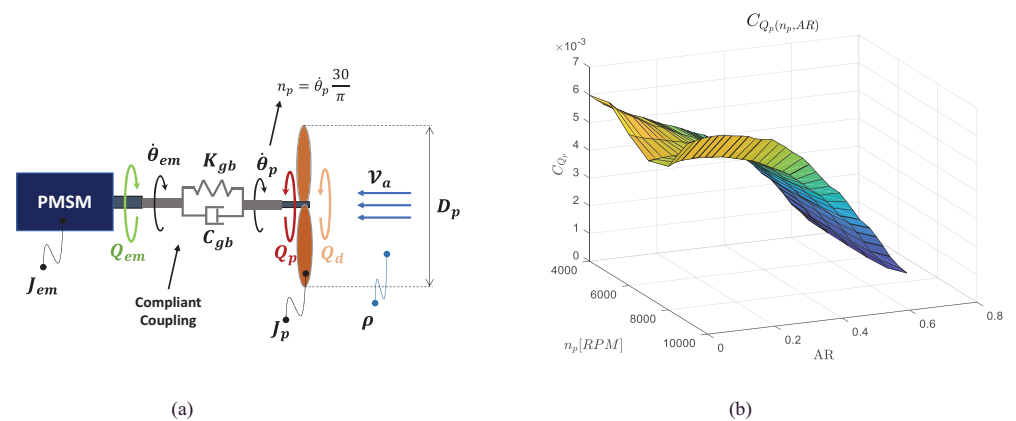 n_p = θ̇_p 30/π
θ̇_em
K_gb
θ̇_p
PMSM
V_a
D_p
C_gb
Q_em
Q_p
Q_d
J_em
Compliant
Coupling
J_p
ρ
(a)
C_{Q_p}(n_p,AR)
×10⁻³
7
6
5
4
3
2
1
0
C_{Q_p}
4000
6000
8000
10000
n_p[RPM]
0
0.2
0.4
0.6
0.8
AR
(b)